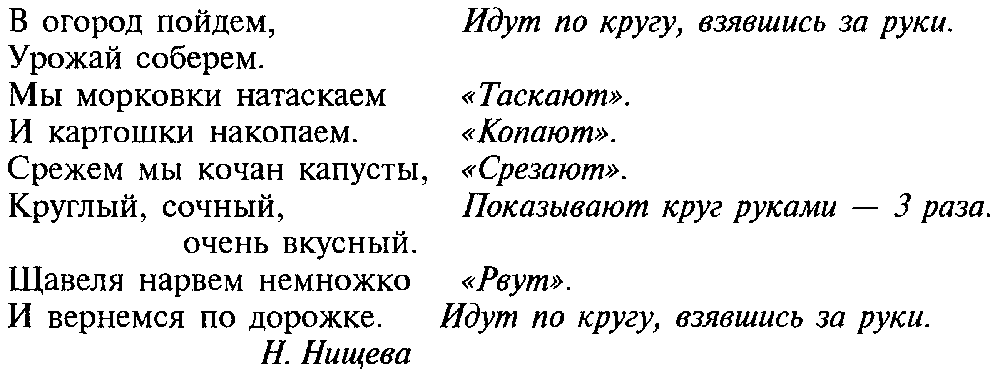 В огород пойдем, Идут по кругу, взявшись за руки.
Урожай соберем.
Мы морковки натаскаем «Таскают».
И картошки накопаем. «Копают».
Срежем мы кочан капусты, «Срезают».
Круглый, сочный, Показывают круг руками — 3 раза.
очень вкусный.
Щавеля нарвем немножко «Рвут».
И вернемся по дорожке. Идут по кругу, взявшись за руки.
Н. Нищева